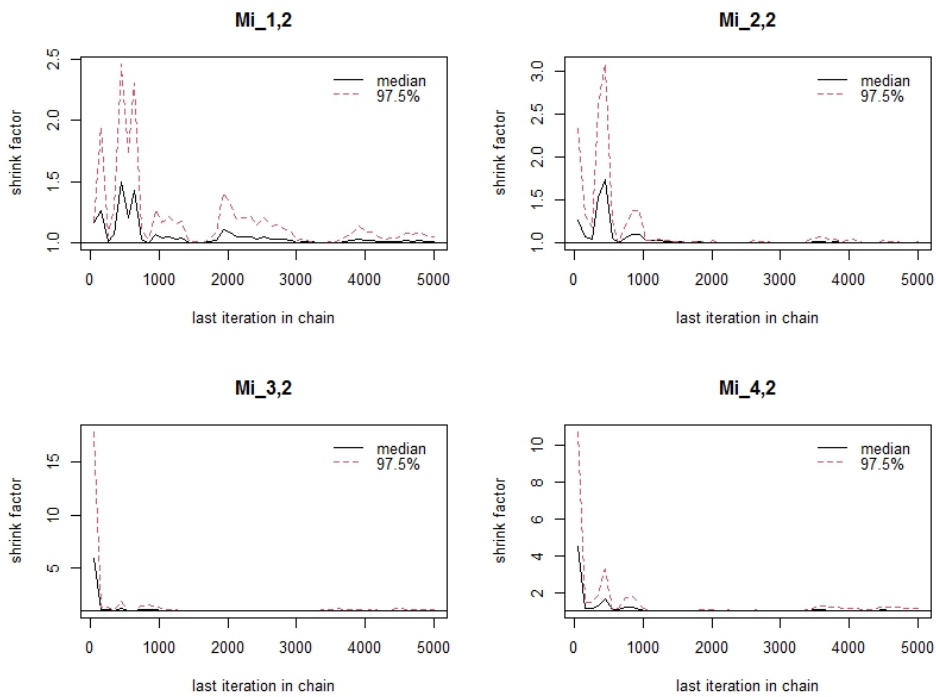 Mi_1,2
shrink factor
1.0 1.5 2.0 2.5
median
97.5%
0 1000 2000 3000 4000 5000
last iteration in chain
Mi_2,2
shrink factor
1.0 1.5 2.0 2.5 3.0
median
97.5%
0 1000 2000 3000 4000 5000
last iteration in chain
Mi_3,2
shrink factor
5 10 15
median
97.5%
0 1000 2000 3000 4000 5000
last iteration in chain
Mi_4,2
shrink factor
2 4 6 8 10
median
97.5%
0 1000 2000 3000 4000 5000
last iteration in chain